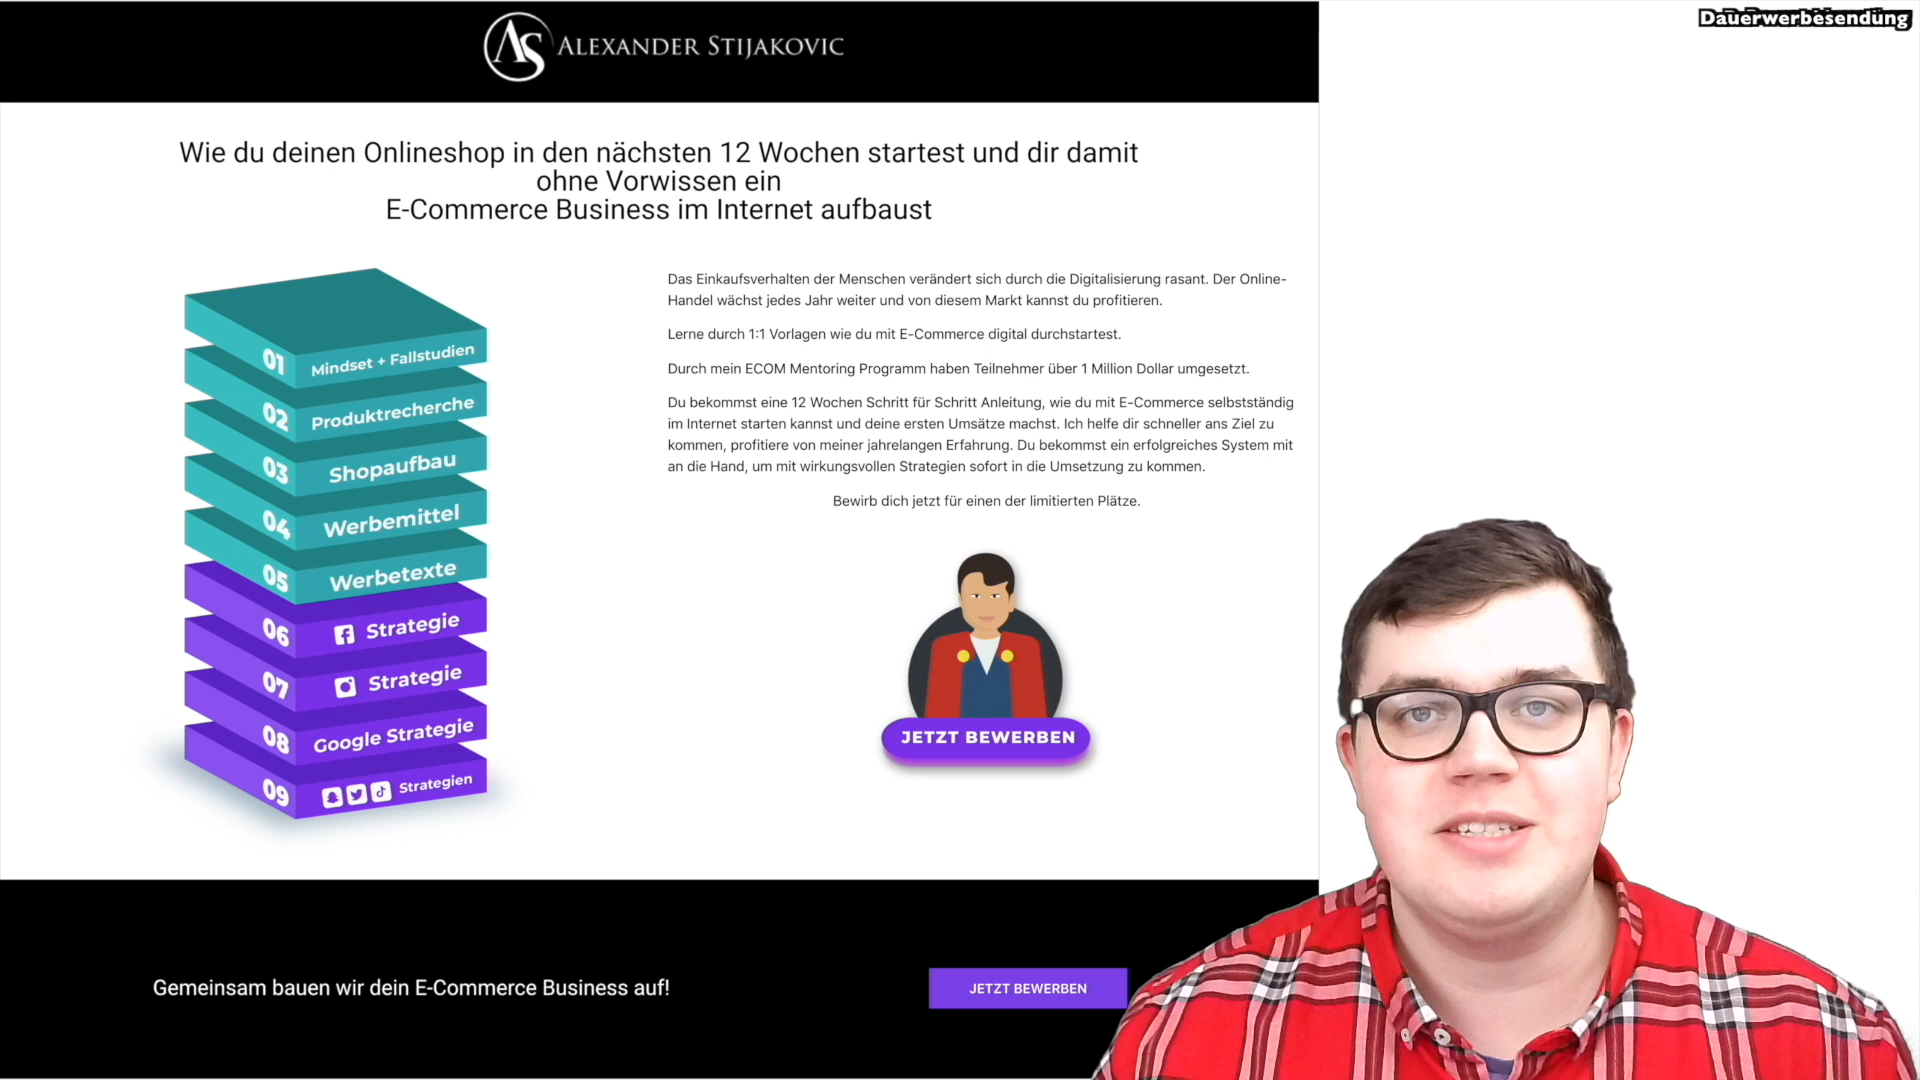 Dauerwerbesendung
AS ALEXANDER STIJAKOVIC
Wie du deinen Onlineshop in den nächsten 12 Wochen startest und dir damit
ohne Vorwissen ein
E-Commerce Business im Internet aufbaust
01 Mindset + Fallstudien
02 Produktrecherche
03 Shopaufbau
04 Werbemittel
05 Werbetexte
06 Strategie
07 Strategie
08 Google Strategie
09 Strategien
Das Einkaufsverhalten der Menschen verändert sich durch die Digitalisierung rasant. Der Online-
Handel wächst jedes Jahr weiter und von diesem Markt kannst du profitieren.
Lerne durch 1:1 Vorlagen wie du mit E-Commerce digital durchstartest.
Durch mein ECOM Mentoring Programm haben Teilnehmer über 1 Million Dollar umgesetzt.
Du bekommst eine 12 Wochen Schritt für Schritt Anleitung, wie du mit E-Commerce selbstständig
im Internet starten kannst und deine ersten Umsätze machst. Ich helfe dir schneller ans Ziel zu
kommen, profitiere von meiner jahrelangen Erfahrung. Du bekommst ein erfolgreiches System mit
an die Hand, um mit wirkungsvollen Strategien sofort in die Umsetzung zu kommen.
Bewirb dich jetzt für einen der limitierten Plätze.
JETZT BEWERBEN
Gemeinsam bauen wir dein E-Commerce Business auf!
JETZT BEWERBEN